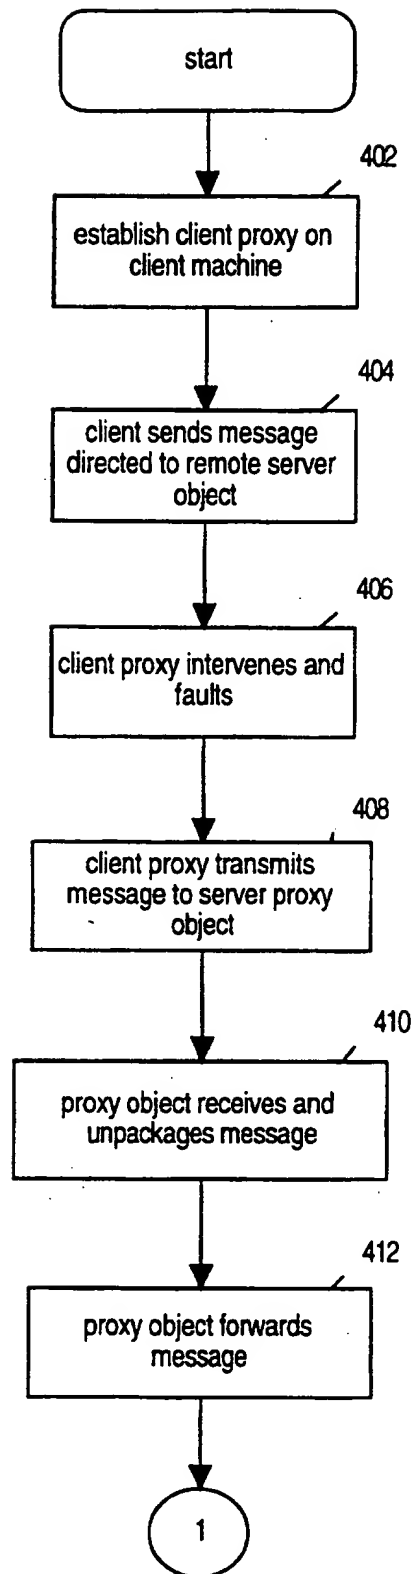 start
402
establish client proxy on
client machine
404
client sends message
directed to remote server
object
406
client proxy intervenes and
faults
408
client proxy transmits
message to server proxy
object
410
proxy object receives and
unpackages message
412
proxy object forwards
message
1